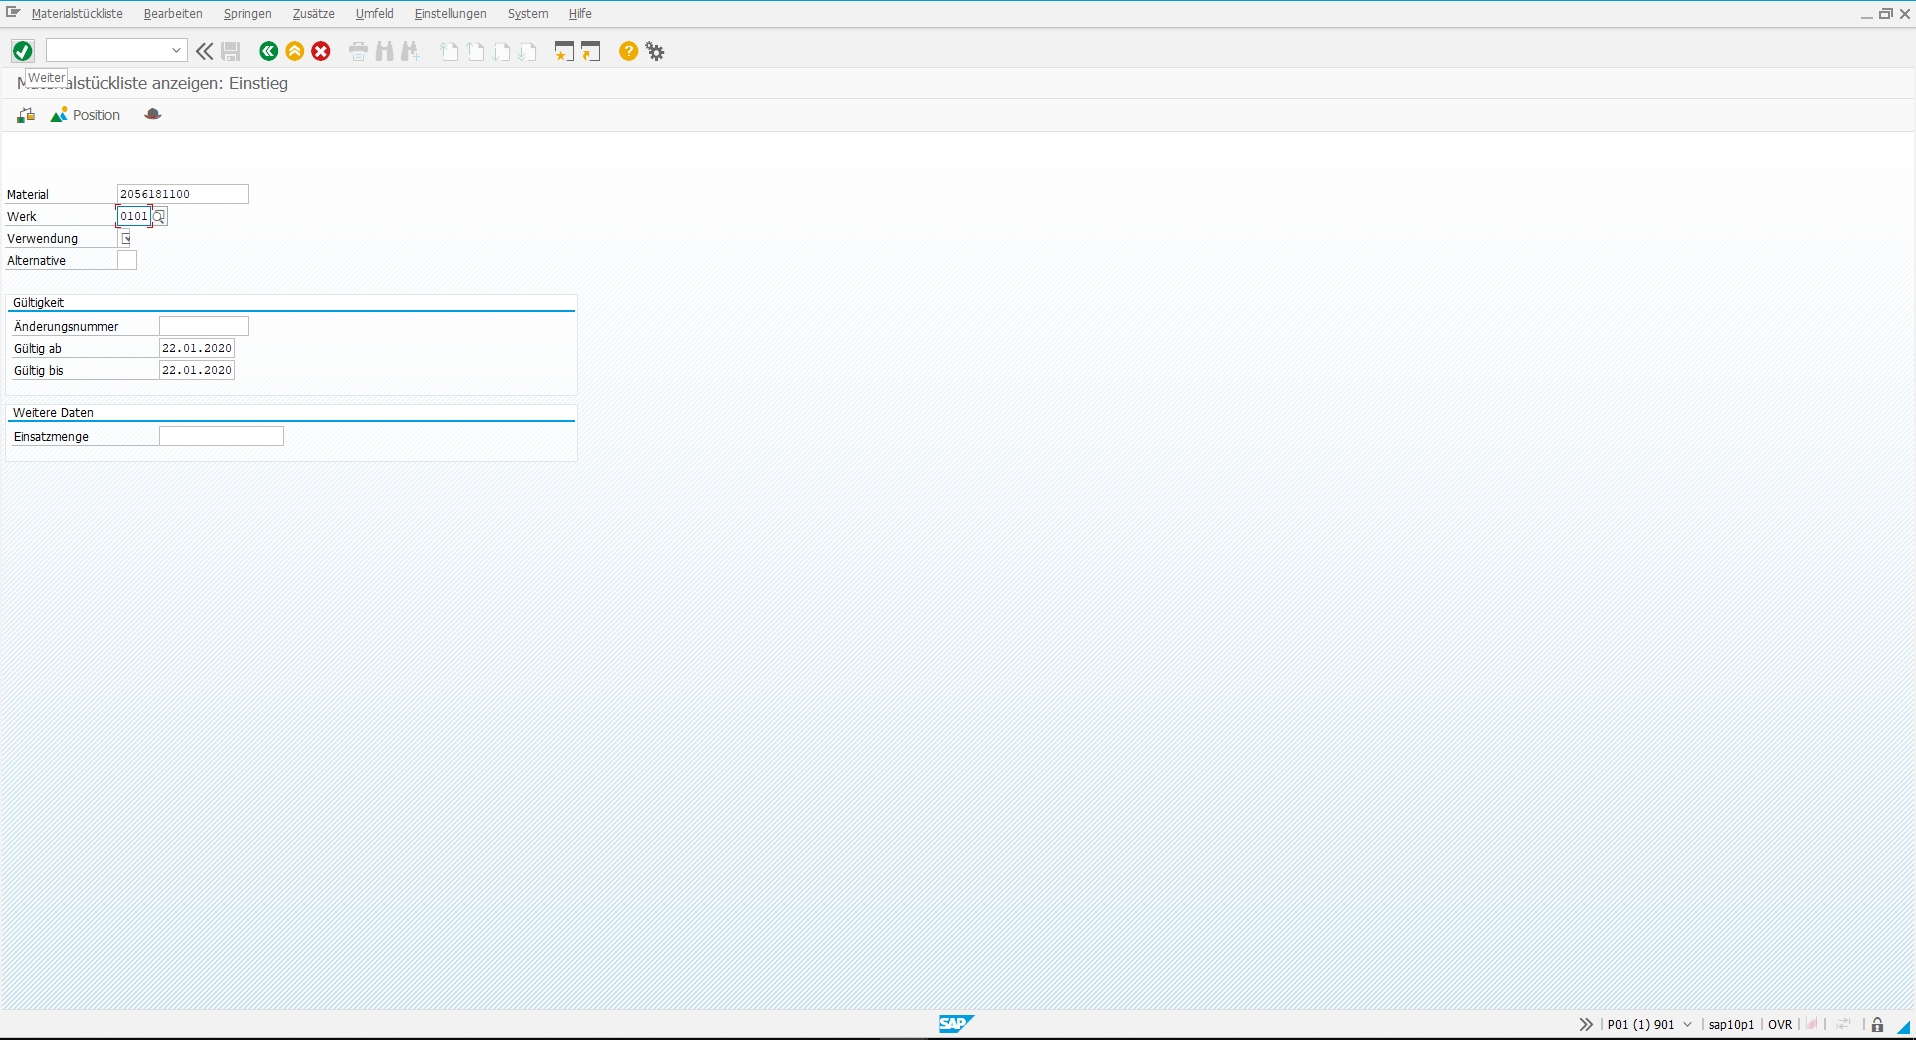 Materialstückliste Bearbeiten Springen Zusätze Umfeld Einstellungen System Hilfe
Weiter
Materialstückliste anzeigen: Einstieg
Position
Material 2056181100
Werk 0101
Verwendung
Alternative
Gültigkeit
Änderungsnummer
Gültig ab 22.01.2020
Gültig bis 22.01.2020
Weitere Daten
Einsatzmenge
SAP P01 (1) 901 sap10p1 OVR